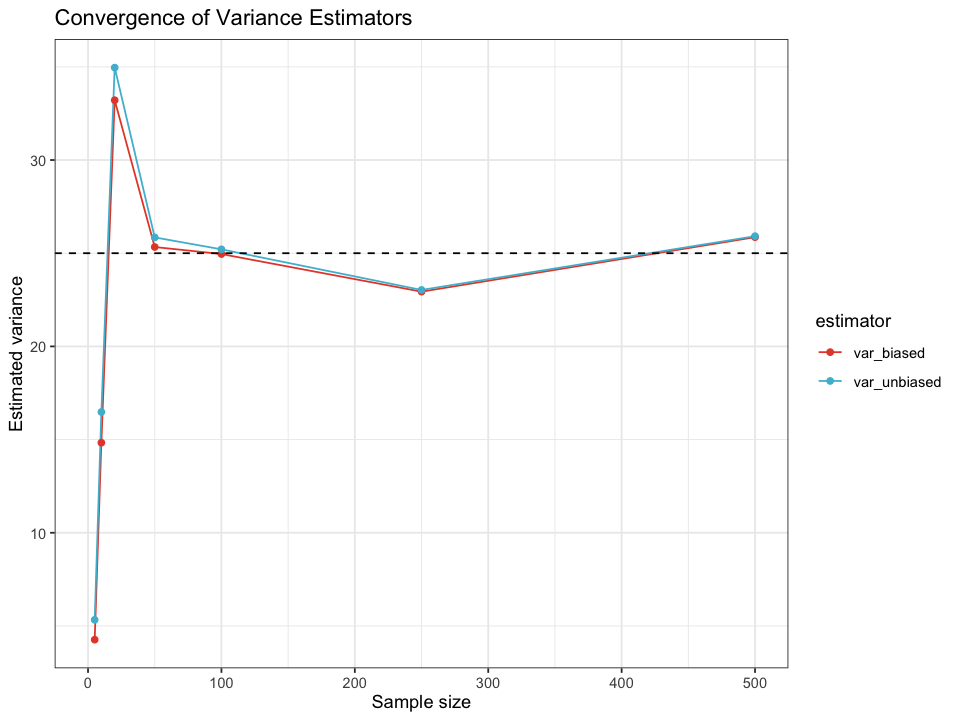 Convergence of Variance Estimators
Estimated variance
30
20
10
0 100 200 300 400 500
Sample size
estimator
var_biased
var_unbiased